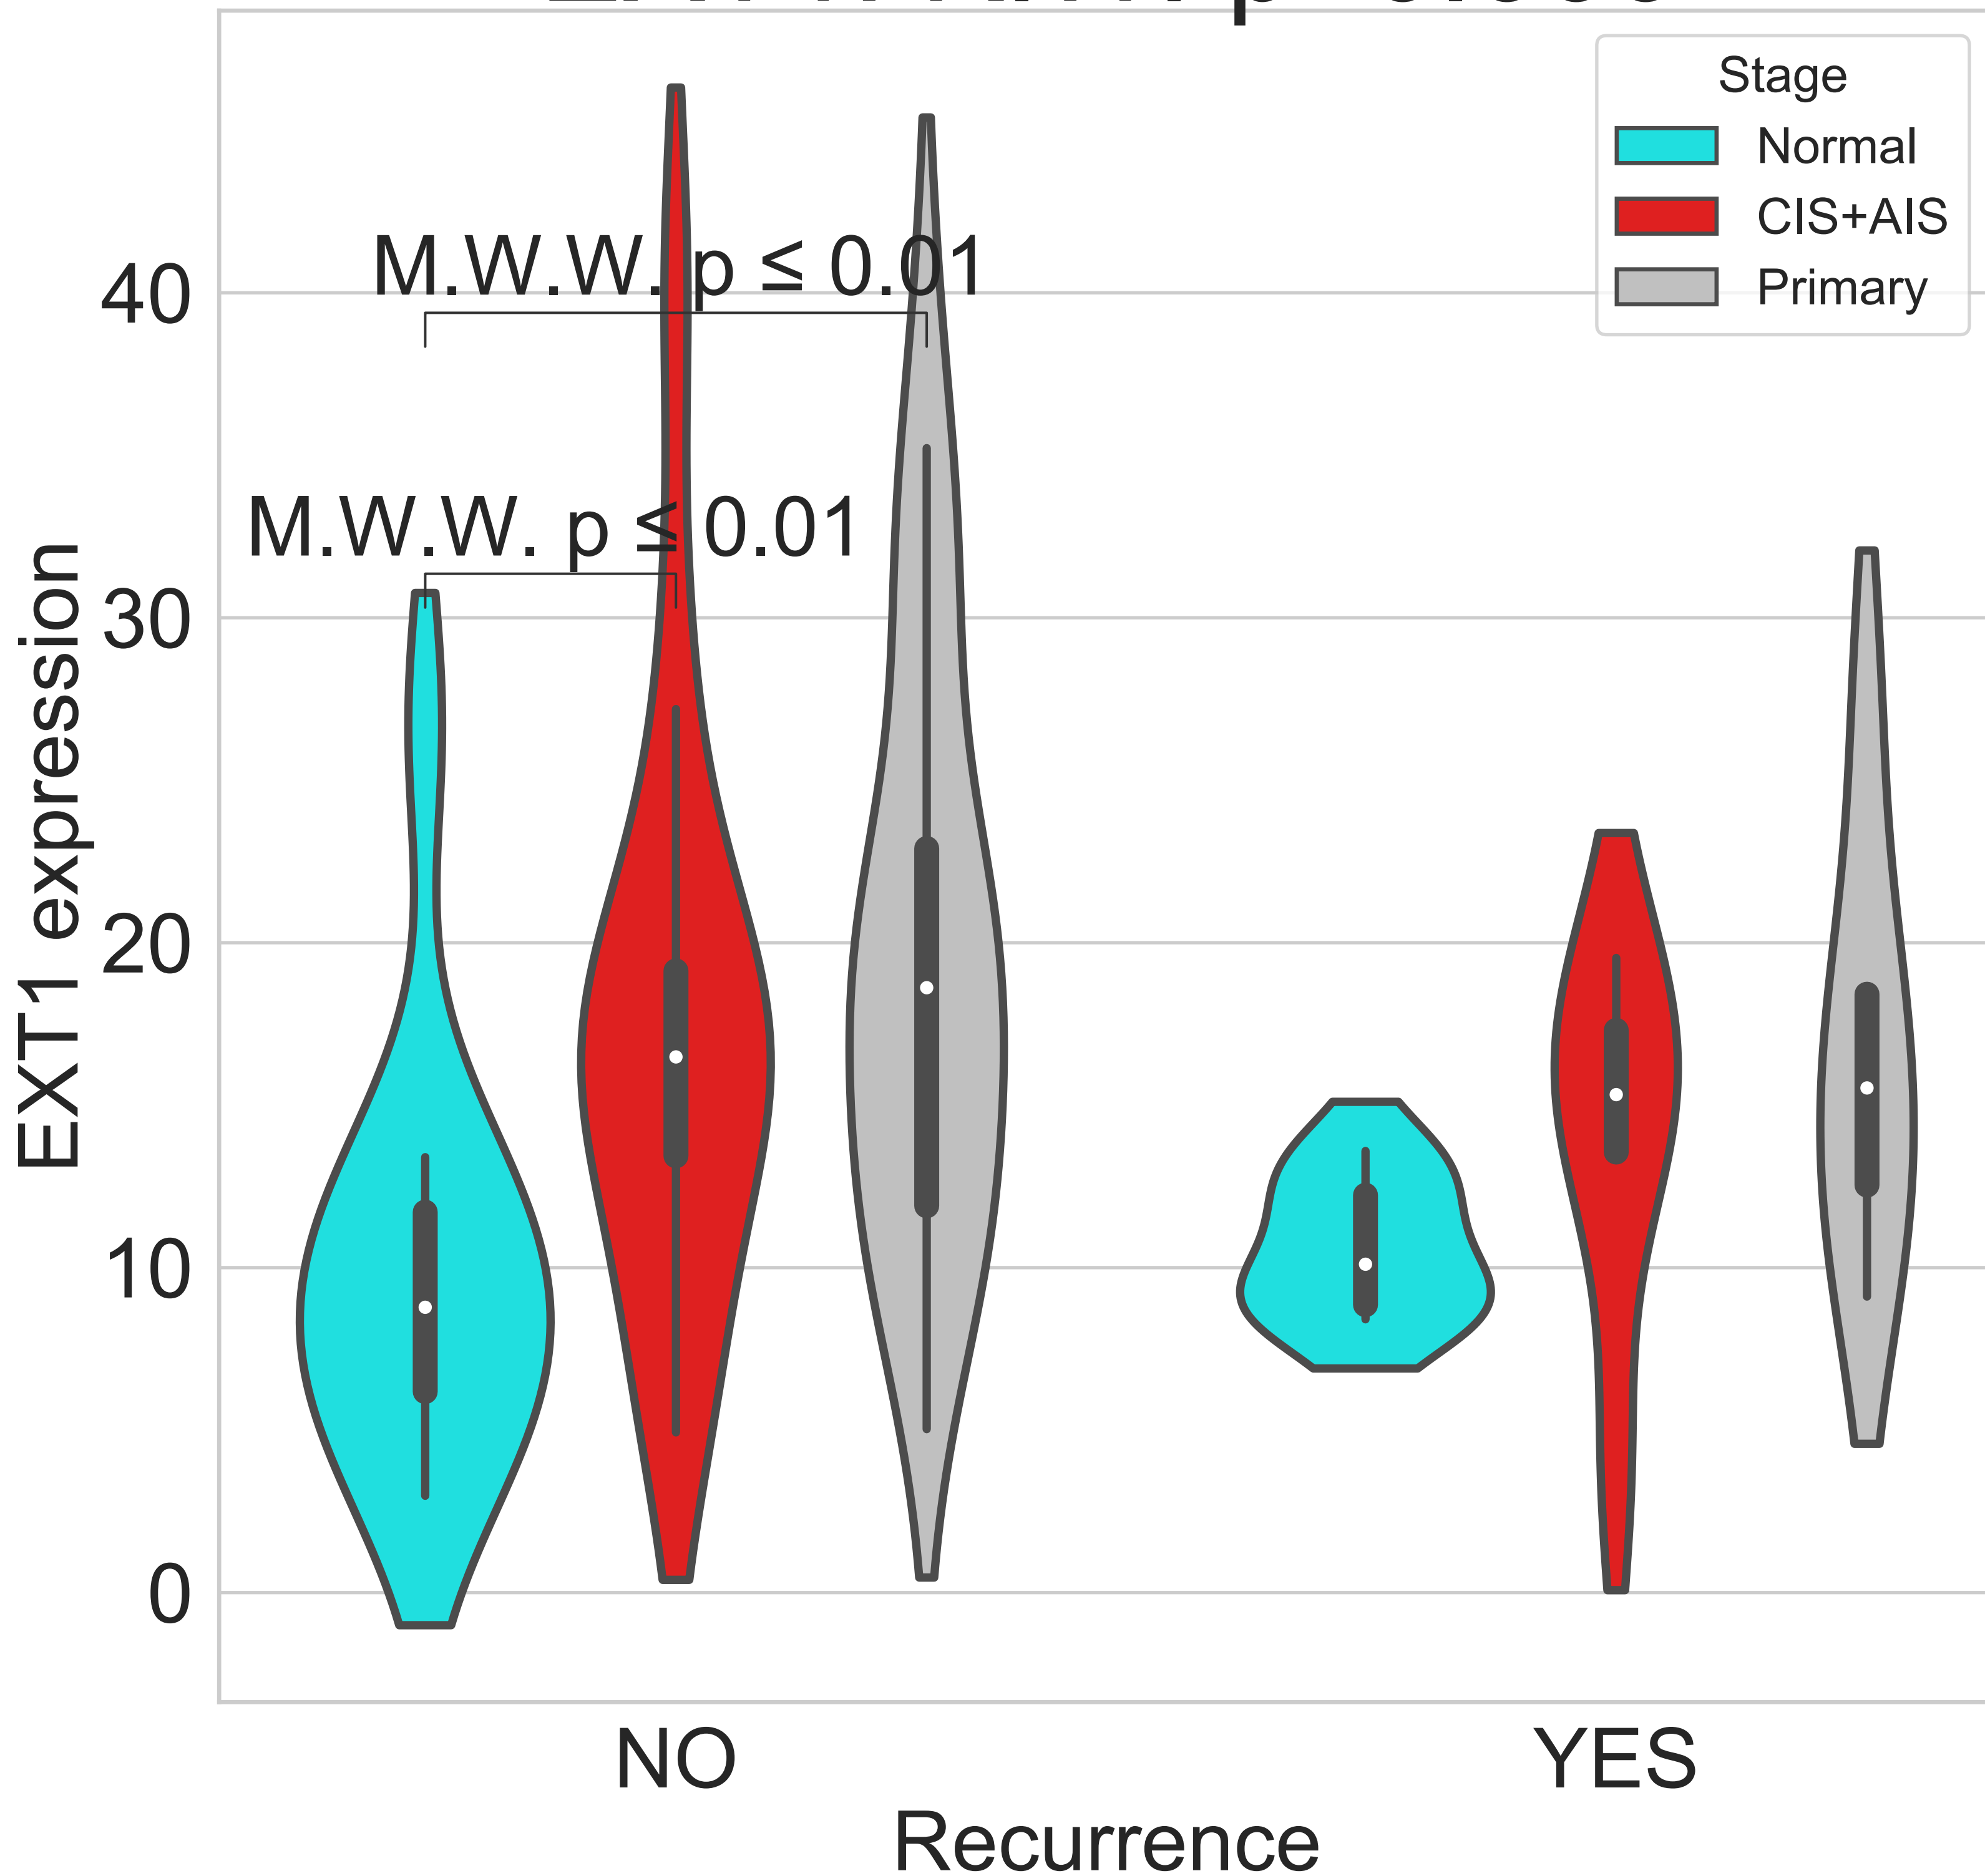 Stage
Normal
CIS+AIS
Primary
M.W.W. p ≤ 0.01
M.W.W. p ≤ 0.01
40
30
20
10
0
EXT1 expression
NO
YES
Recurrence